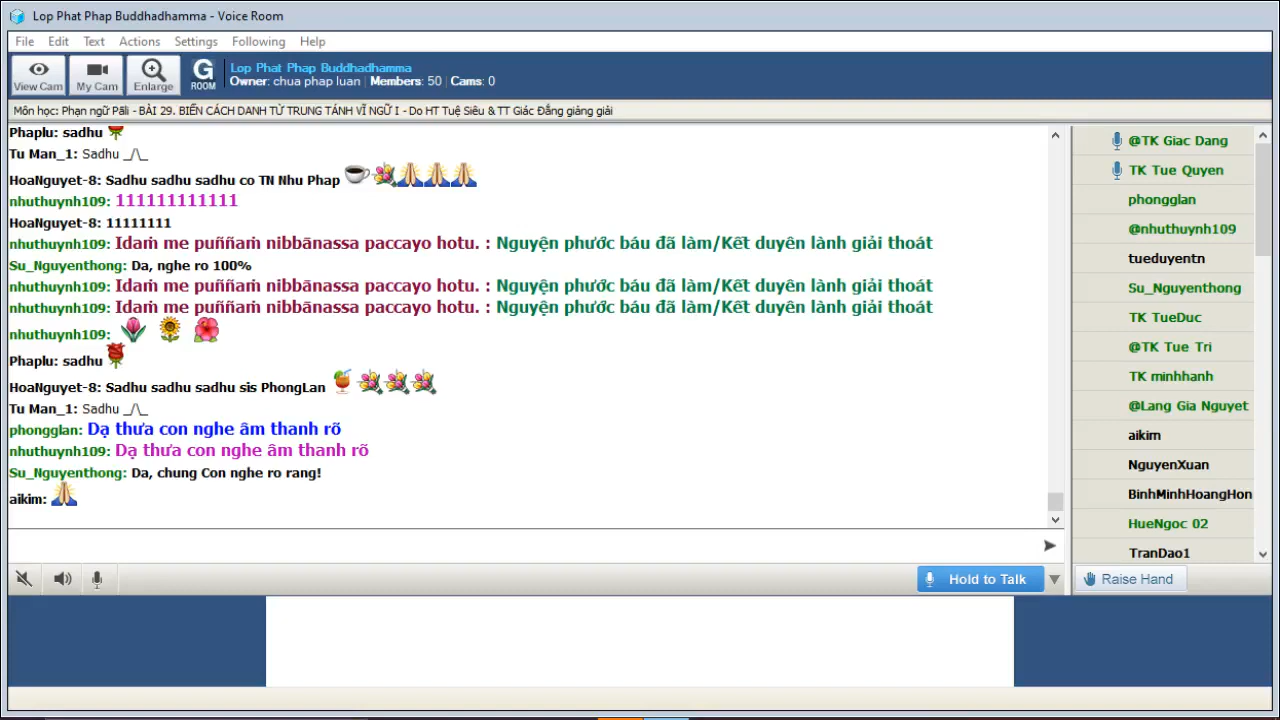 Lop Phat Phap Buddhadhamma - Voice Room
File Edit Text Actions Settings Following Help
View Cam My Cam Enlarge G ROOM
Lop Phat Phap Buddhadhamma
Owner: chua phap luan Members: 50 Cams: 0
Môn học: Phạn ngữ Pāli - BÀI 29. BIẾN CÁCH DANH TỪ TRUNG TÁNH VĨ NGỮ I - Do HT Tuệ Siêu & TT Giác Đẳng giảng giải
Phaplu: sadhu
Tu Man_1: Sadhu _/\_
HoaNguyet-8: Sadhu sadhu sadhu co TN Nhu Phap
nhuthuynh109: 111111111111
HoaNguyet-8: 11111111
nhuthuynh109: Idaṁ me puññaṁ nibbānassa paccayo hotu. : Nguyện phước báu đã làm/Kết duyên lành giải thoát
Su_Nguyenthong: Da, nghe ro 100%
nhuthuynh109: Idaṁ me puññaṁ nibbānassa paccayo hotu. : Nguyện phước báu đã làm/Kết duyên lành giải thoát
nhuthuynh109: Idaṁ me puññaṁ nibbānassa paccayo hotu. : Nguyện phước báu đã làm/Kết duyên lành giải thoát
nhuthuynh109:
Phaplu: sadhu
HoaNguyet-8: Sadhu sadhu sadhu sis PhongLan
Tu Man_1: Sadhu _/\_
phongglan: Dạ thưa con nghe âm thanh rõ
nhuthuynh109: Dạ thưa con nghe âm thanh rõ
Su_Nguyenthong: Da, chung Con nghe ro rang!
aikim:
Hold to Talk
@TK Giac Dang
TK Tue Quyen
phongglan
@nhuthuynh109
tueduyentn
Su_Nguyenthong
TK TueDuc
@TK Tue Tri
TK minhhanh
@Lang Gia Nguyet
aikim
NguyenXuan
BinhMinhHoangHon
HueNgoc 02
TranDao1
Raise Hand